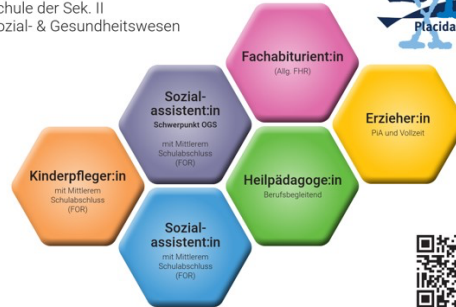 chule der Sek. II
ozial- & Gesundheitswesen
Placida
Fachabiturient:in
(Allg. FHR)
Sozial-
assistent:in
Schwerpunkt OGS
mit Mittlerem
Schulabschluss
(FOR)
Erzieher:in
PiA und Vollzeit
Kinderpfleger:in
mit Mittlerem
Schulabschluss
(FOR)
Heilpädagoge:in
Berufsbegleitend
Sozial-
assistent:in
mit Mittlerem
Schulabschluss
(FOR)